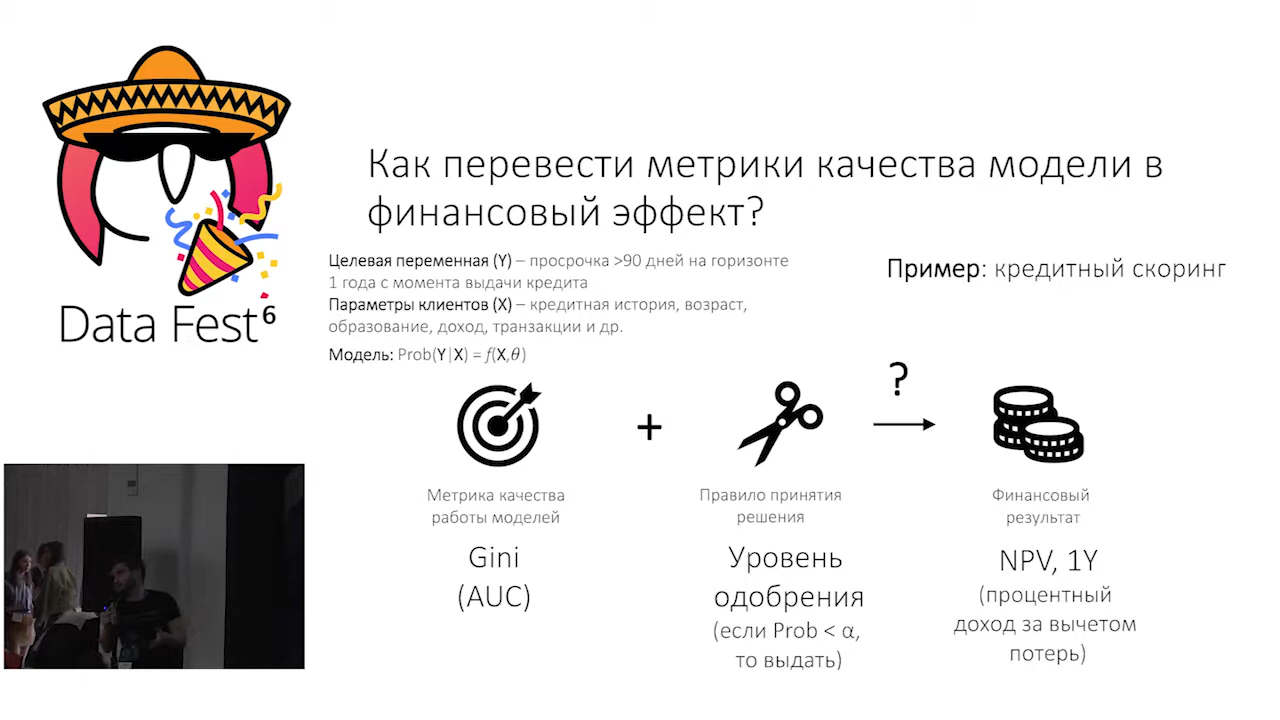 Как перевести метрики качества модели в
финансовый эффект?
Целевая переменная (Y) – просрочка >90 дней на горизонте
1 года с момента выдачи кредита
Параметры клиентов (X) – кредитная история, возраст,
образование, доход, транзакции и др.
Модель: Prob(Y|X) = f(X,θ)
Пример: кредитный скоринг
Data Fest⁶
+
?
Метрика качества
работы моделей
Gini
(AUC)
Правило принятия
решения
Уровень
одобрения
(если Prob < α,
то выдать)
Финансовый
результат
NPV, 1Y
(процентный
доход за вычетом
потерь)